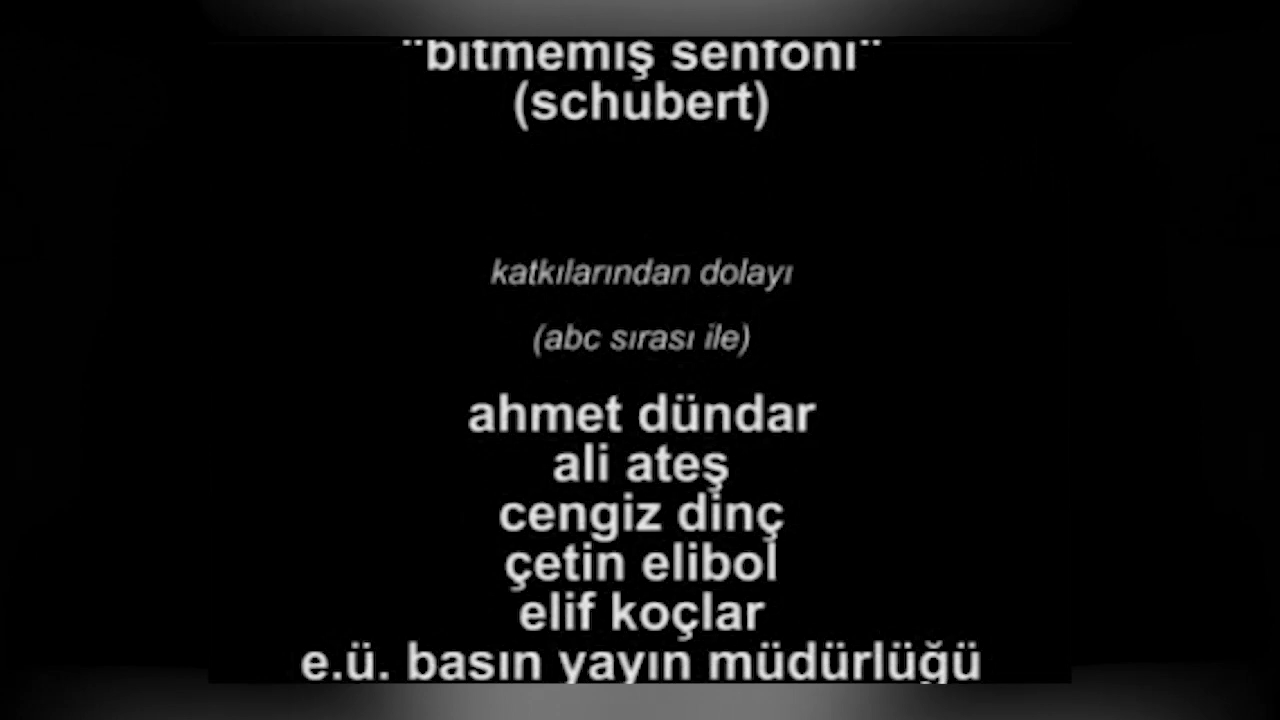 "bitmemiş senfoni"
(schubert)
katkılarından dolayı
(abc sırası ile)
ahmet dündar
ali ateş
cengiz dinç
çetin elibol
elif koçlar
e.ü. basın yayın müdürlüğü